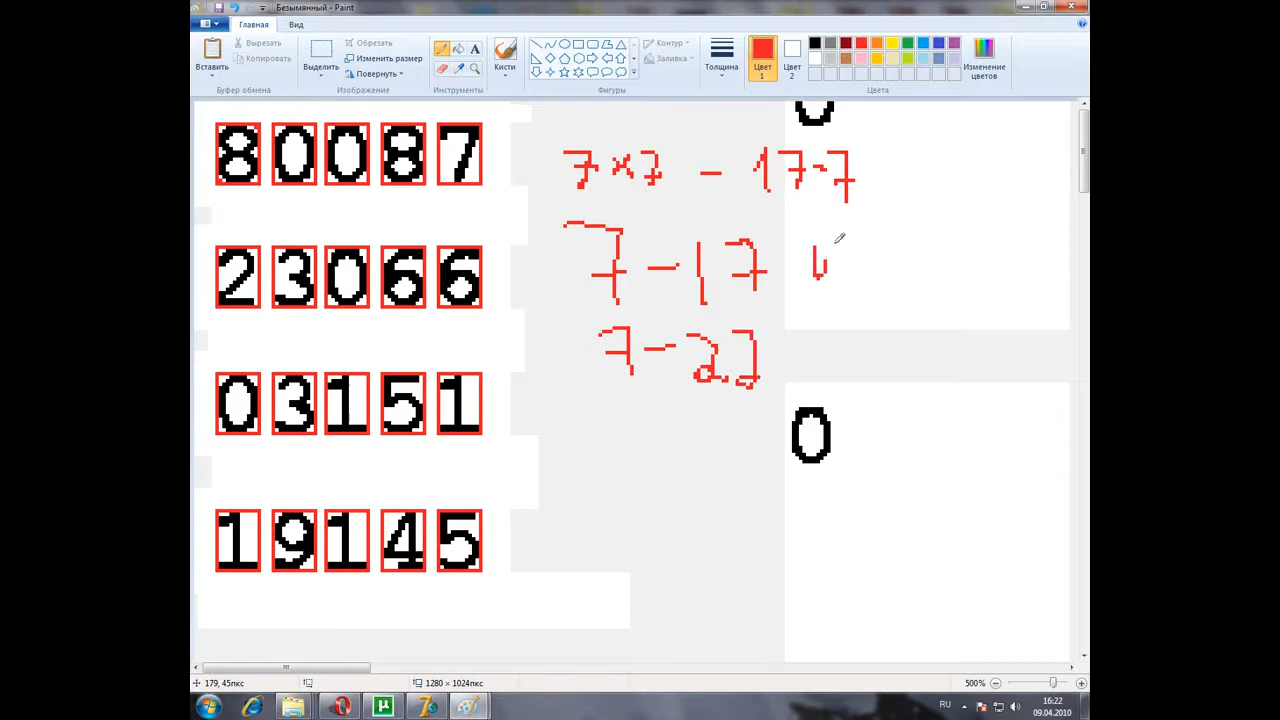 Безымянный - Paint
Главная
Вид
Вставить
Вырезать
Копировать
Буфер обмена
Выделить
Обрезать
Изменить размер
Повернуть
Изображение
A
Инструменты
Кисти
Контур
Заливка
Фигуры
Толщина
Цвет 1
Цвет 2
Изменение цветов
Цвета
80087
23066
03151
19145
7×7 - 17-7
7-17
7-27
0
0
179, 45пкс
1280 × 1024пкс
500%
RU
16:22
09.04.2010